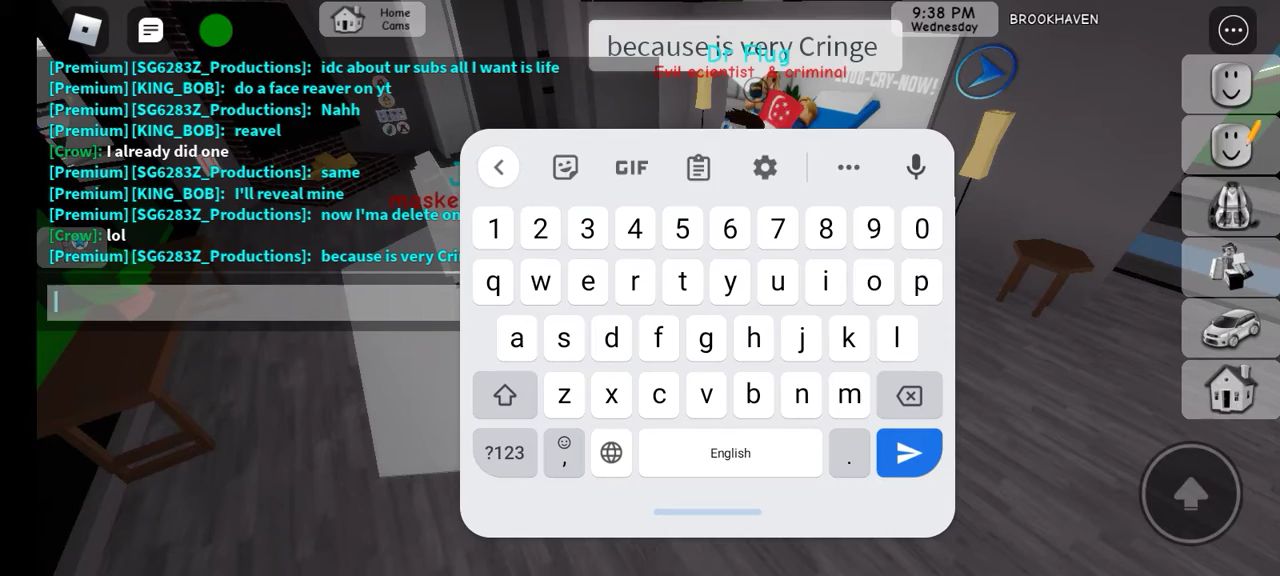 Home
Cams
because is very Cringe
Dr Flug
Evil scientist & criminal
9:38 PM
Wednesday
BROOKHAVEN
[Premium] [SG6283Z_Productions]: idc about ur subs all I want is life
[Premium] [KING_BOB]: do a face reaver on yt
[Premium] [SG6283Z_Productions]: Nahh
[Premium] [KING_BOB]: reavel
[Crow]: I already did one
[Premium] [SG6283Z_Productions]: same
[Premium] [KING_BOB]: I'll reveal mine
[Premium] [SG6283Z_Productions]: now I'ma delete on
[Crow]: lol
[Premium] [SG6283Z_Productions]: because is very Cri
-CRY-NOW!
maske
GIF
1 2 3 4 5 6 7 8 9 0
q w e r t y u i o p
a s d f g h j k l
z x c v b n m
?123 , English .